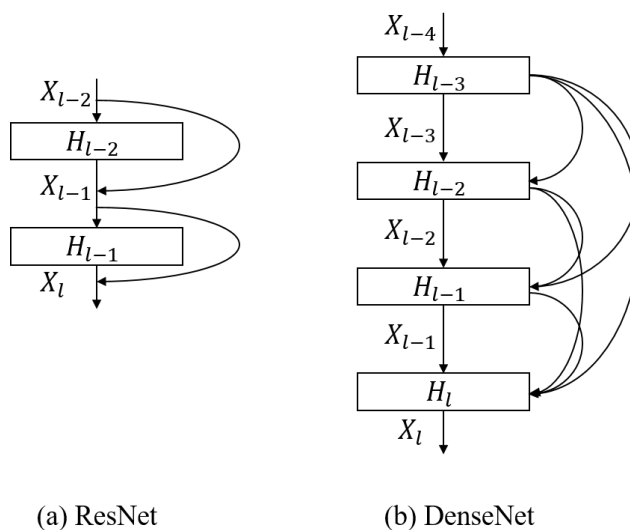 X_{l-2}
H_{l-2}
X_{l-1}
H_{l-1}
X_l
(a) ResNet
X_{l-4}
H_{l-3}
X_{l-3}
H_{l-2}
X_{l-2}
H_{l-1}
X_{l-1}
H_l
X_l
(b) DenseNet